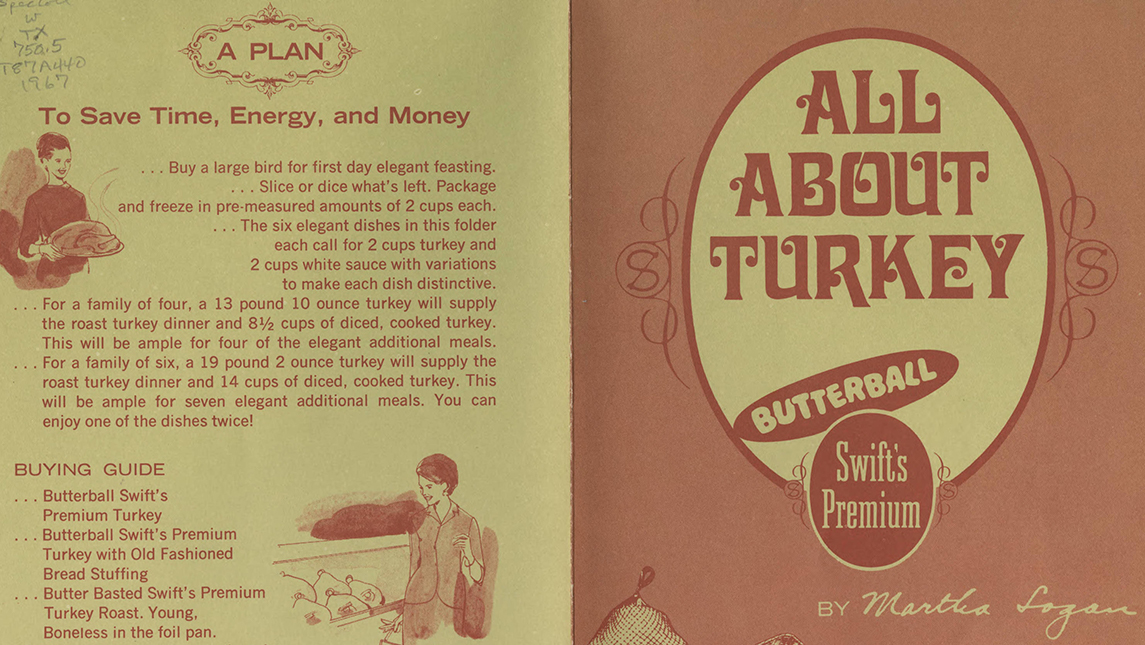 Special
W
TX
750.5
T87A440
1967
A PLAN
To Save Time, Energy, and Money
. . . Buy a large bird for first day elegant feasting.
. . . Slice or dice what's left. Package
and freeze in pre-measured amounts of 2 cups each.
. . . The six elegant dishes in this folder
each call for 2 cups turkey and
2 cups white sauce with variations
to make each dish distinctive.
. . . For a family of four, a 13 pound 10 ounce turkey will supply
the roast turkey dinner and 8½ cups of diced, cooked turkey.
This will be ample for four of the elegant additional meals.
. . . For a family of six, a 19 pound 2 ounce turkey will supply the
roast turkey dinner and 14 cups of diced, cooked turkey. This
will be ample for seven elegant additional meals. You can
enjoy one of the dishes twice!
BUYING GUIDE
. . . Butterball Swift's
Premium Turkey
. . . Butterball Swift's Premium
Turkey with Old Fashioned
Bread Stuffing
. . . Butter Basted Swift's Premium
Turkey Roast. Young,
Boneless in the foil pan.
ALL
ABOUT
TURKEY
S
S
BUTTERBALL
Swift's
Premium
BY Martha Logan